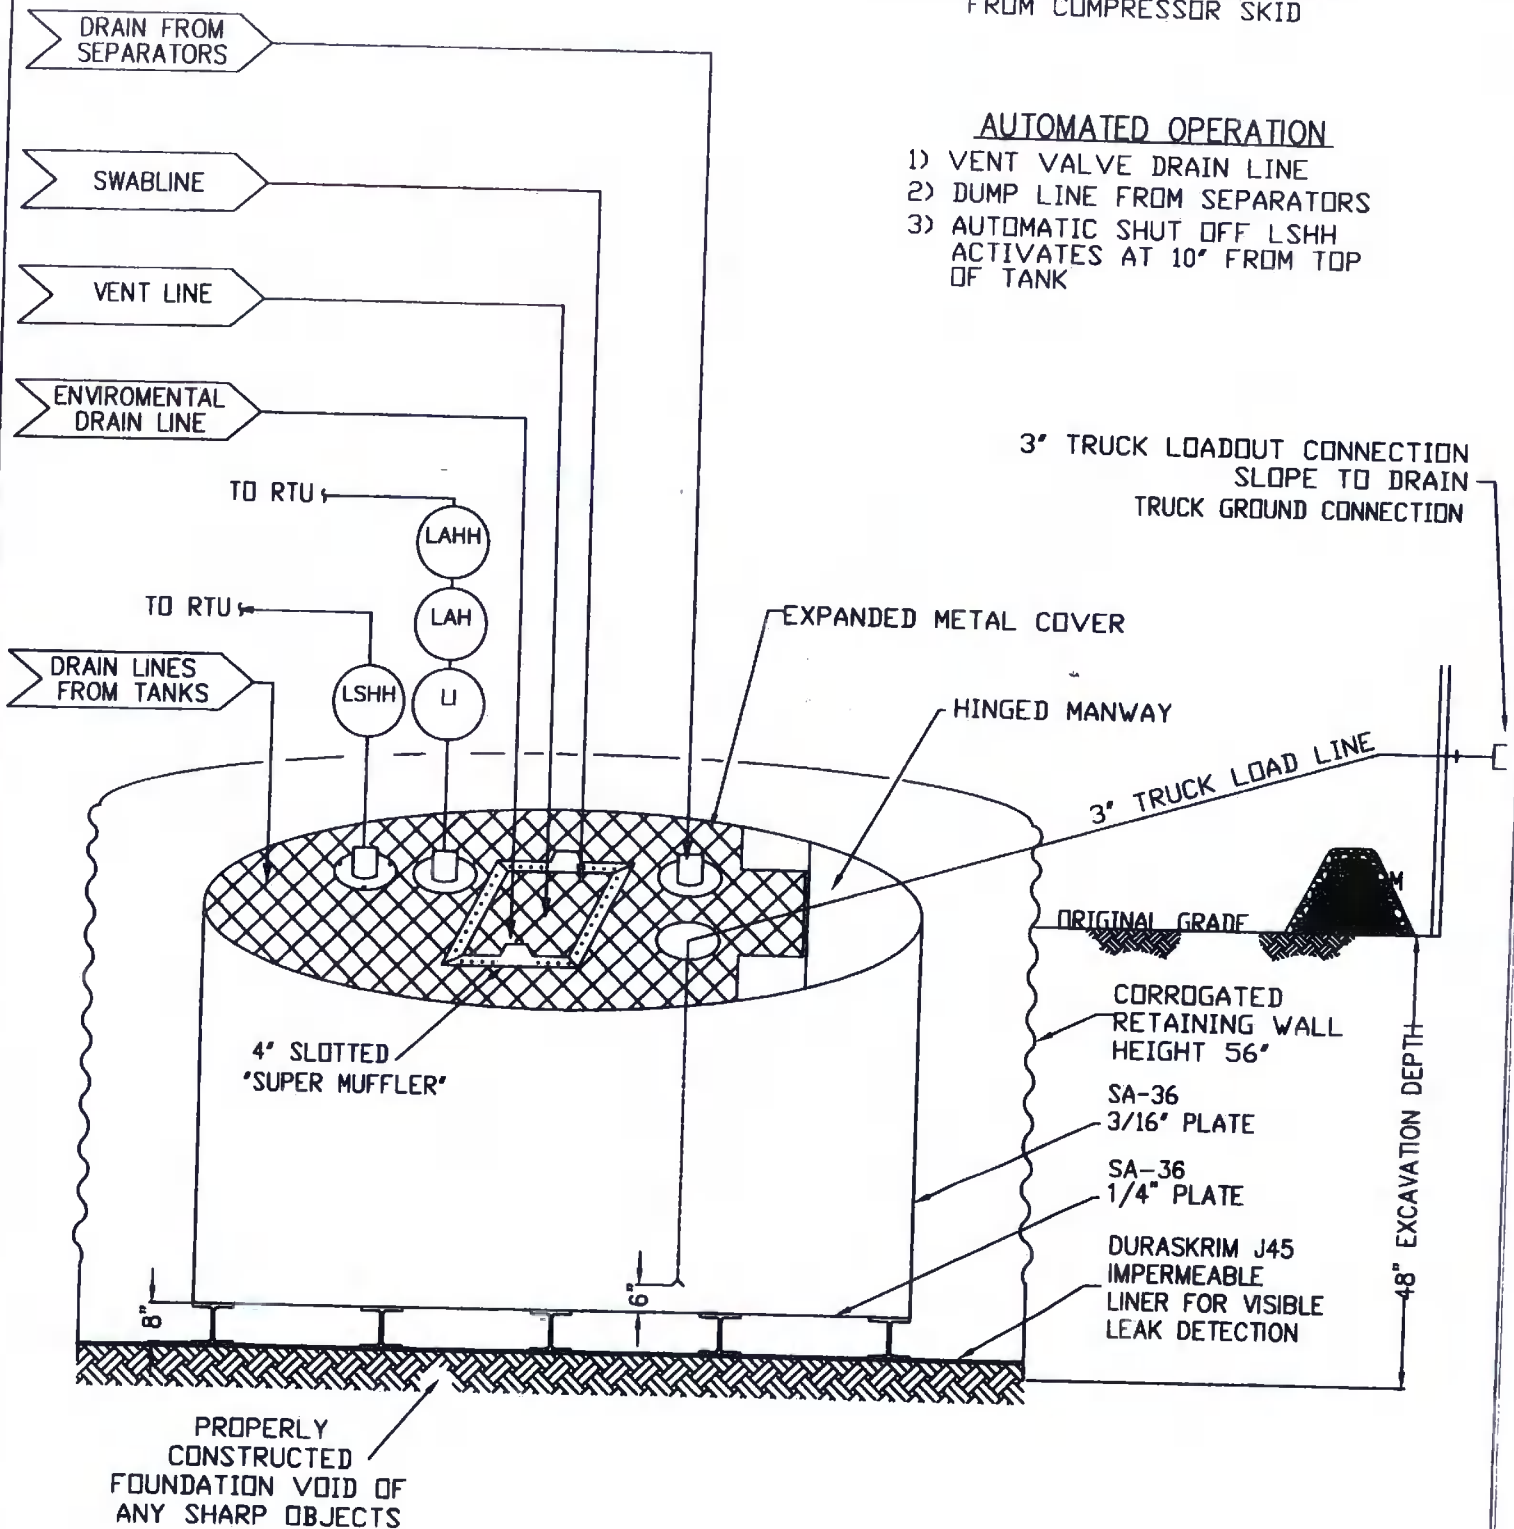 FROM COMPRESSOR SKID
DRAIN FROM
SEPARATORS
AUTOMATED OPERATION
1) VENT VALVE DRAIN LINE
2) DUMP LINE FROM SEPARATORS
3) AUTOMATIC SHUT OFF LSHH
ACTIVATES AT 10" FROM TOP
OF TANK
SWABLINE
VENT LINE
ENVIROMENTAL
DRAIN LINE
3" TRUCK LOADOUT CONNECTION
SLOPE TO DRAIN
TRUCK GROUND CONNECTION
TO RTU
LAHH
TO RTU
LAH
EXPANDED METAL COVER
DRAIN LINES
FROM TANKS
LSHH
LI
HINGED MANWAY
3" TRUCK LOAD LINE
M
ORIGINAL GRADE
CORROGATED
RETAINING WALL
HEIGHT 56"
4" SLOTTED
"SUPER MUFFLER"
SA-36
3/16" PLATE
SA-36
1/4" PLATE
48" EXCAVATION DEPTH
DURASKRIM J45
IMPERMEABLE
LINER FOR VISIBLE
LEAK DETECTION
8"
6"
PROPERLY
CONSTRUCTED
FOUNDATION VOID OF
ANY SHARP OBJECTS